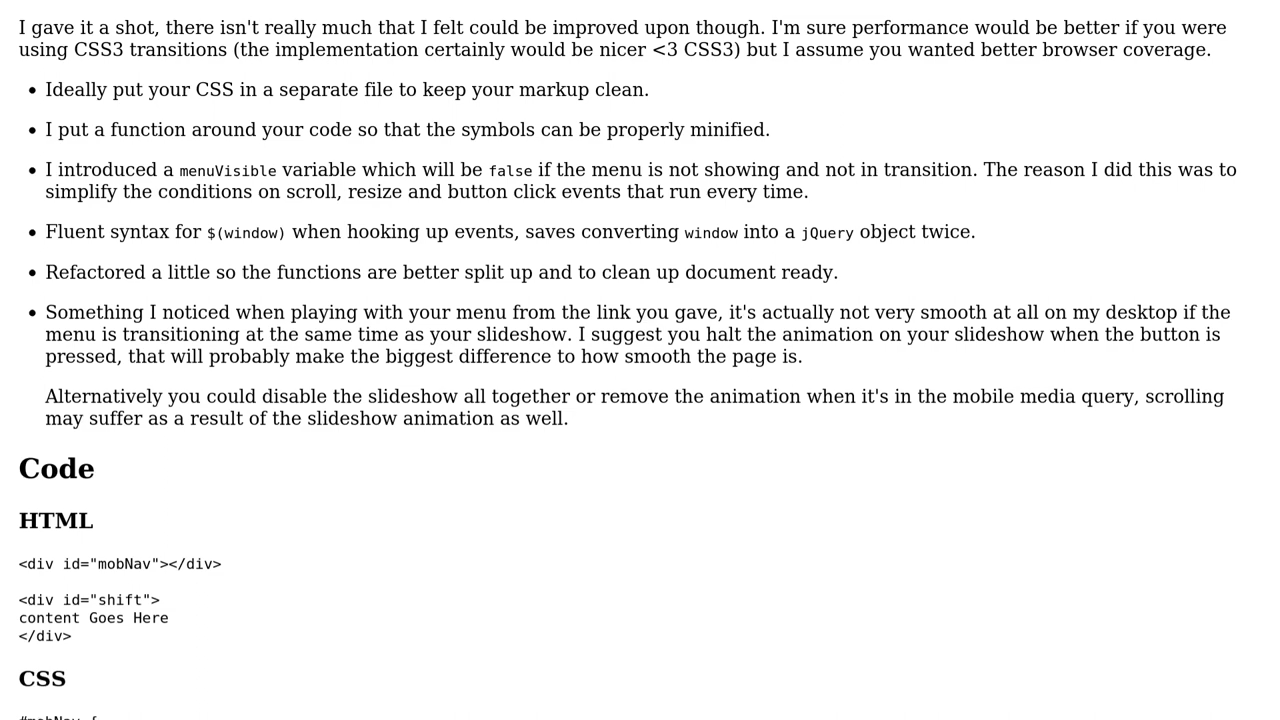 I gave it a shot, there isn't really much that I felt could be improved upon though. I'm sure performance would be better if you were
using CSS3 transitions (the implementation certainly would be nicer <3 CSS3) but I assume you wanted better browser coverage.
• Ideally put your CSS in a separate file to keep your markup clean.
• I put a function around your code so that the symbols can be properly minified.
• I introduced a menuVisible variable which will be false if the menu is not showing and not in transition. The reason I did this was to
simplify the conditions on scroll, resize and button click events that run every time.
• Fluent syntax for $(window) when hooking up events, saves converting window into a jQuery object twice.
• Refactored a little so the functions are better split up and to clean up document ready.
• Something I noticed when playing with your menu from the link you gave, it's actually not very smooth at all on my desktop if the
menu is transitioning at the same time as your slideshow. I suggest you halt the animation on your slideshow when the button is
pressed, that will probably make the biggest difference to how smooth the page is.
Alternatively you could disable the slideshow all together or remove the animation when it's in the mobile media query, scrolling
may suffer as a result of the slideshow animation as well.
Code
HTML
<div id="mobNav"></div>
<div id="shift">
content Goes Here
</div>
CSS
#mobNav {